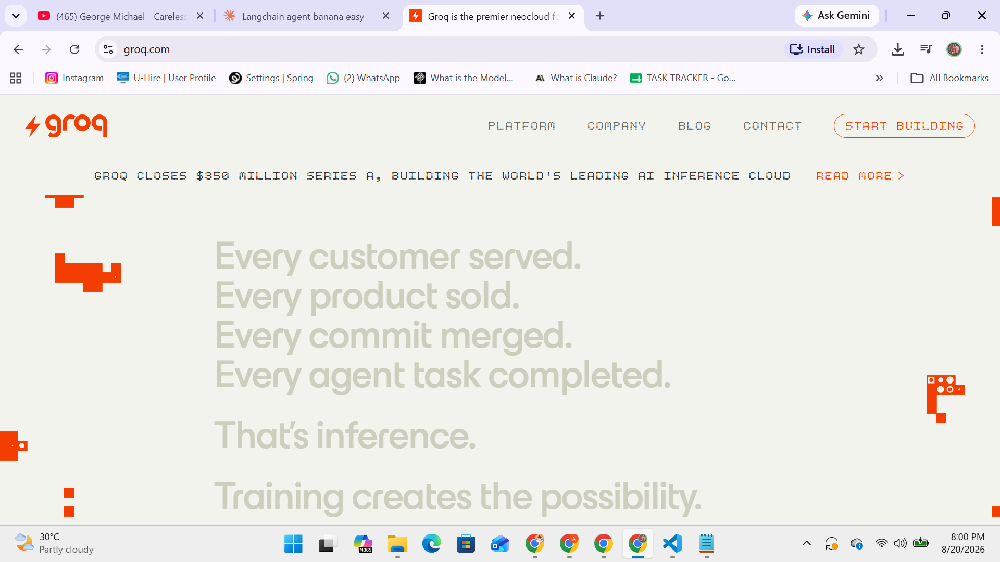 (465) George Michael - Careless
Langchain agent banana easy -
Groq is the premier neocloud fo
Ask Gemini
groq.com
Install
Instagram
U-Hire | User Profile
Settings | Spring
(2) WhatsApp
What is the Model...
What is Claude?
TASK TRACKER - Go...
All Bookmarks
groq
PLATFORM
COMPANY
BLOG
CONTACT
START BUILDING
GROQ CLOSES $350 MILLION SERIES A, BUILDING THE WORLD'S LEADING AI INFERENCE CLOUD
READ MORE >
Every customer served.
Every product sold.
Every commit merged.
Every agent task completed.
That's inference.
Training creates the possibility.
30°C
Partly cloudy
M365
A
8:00 PM
8/20/2026